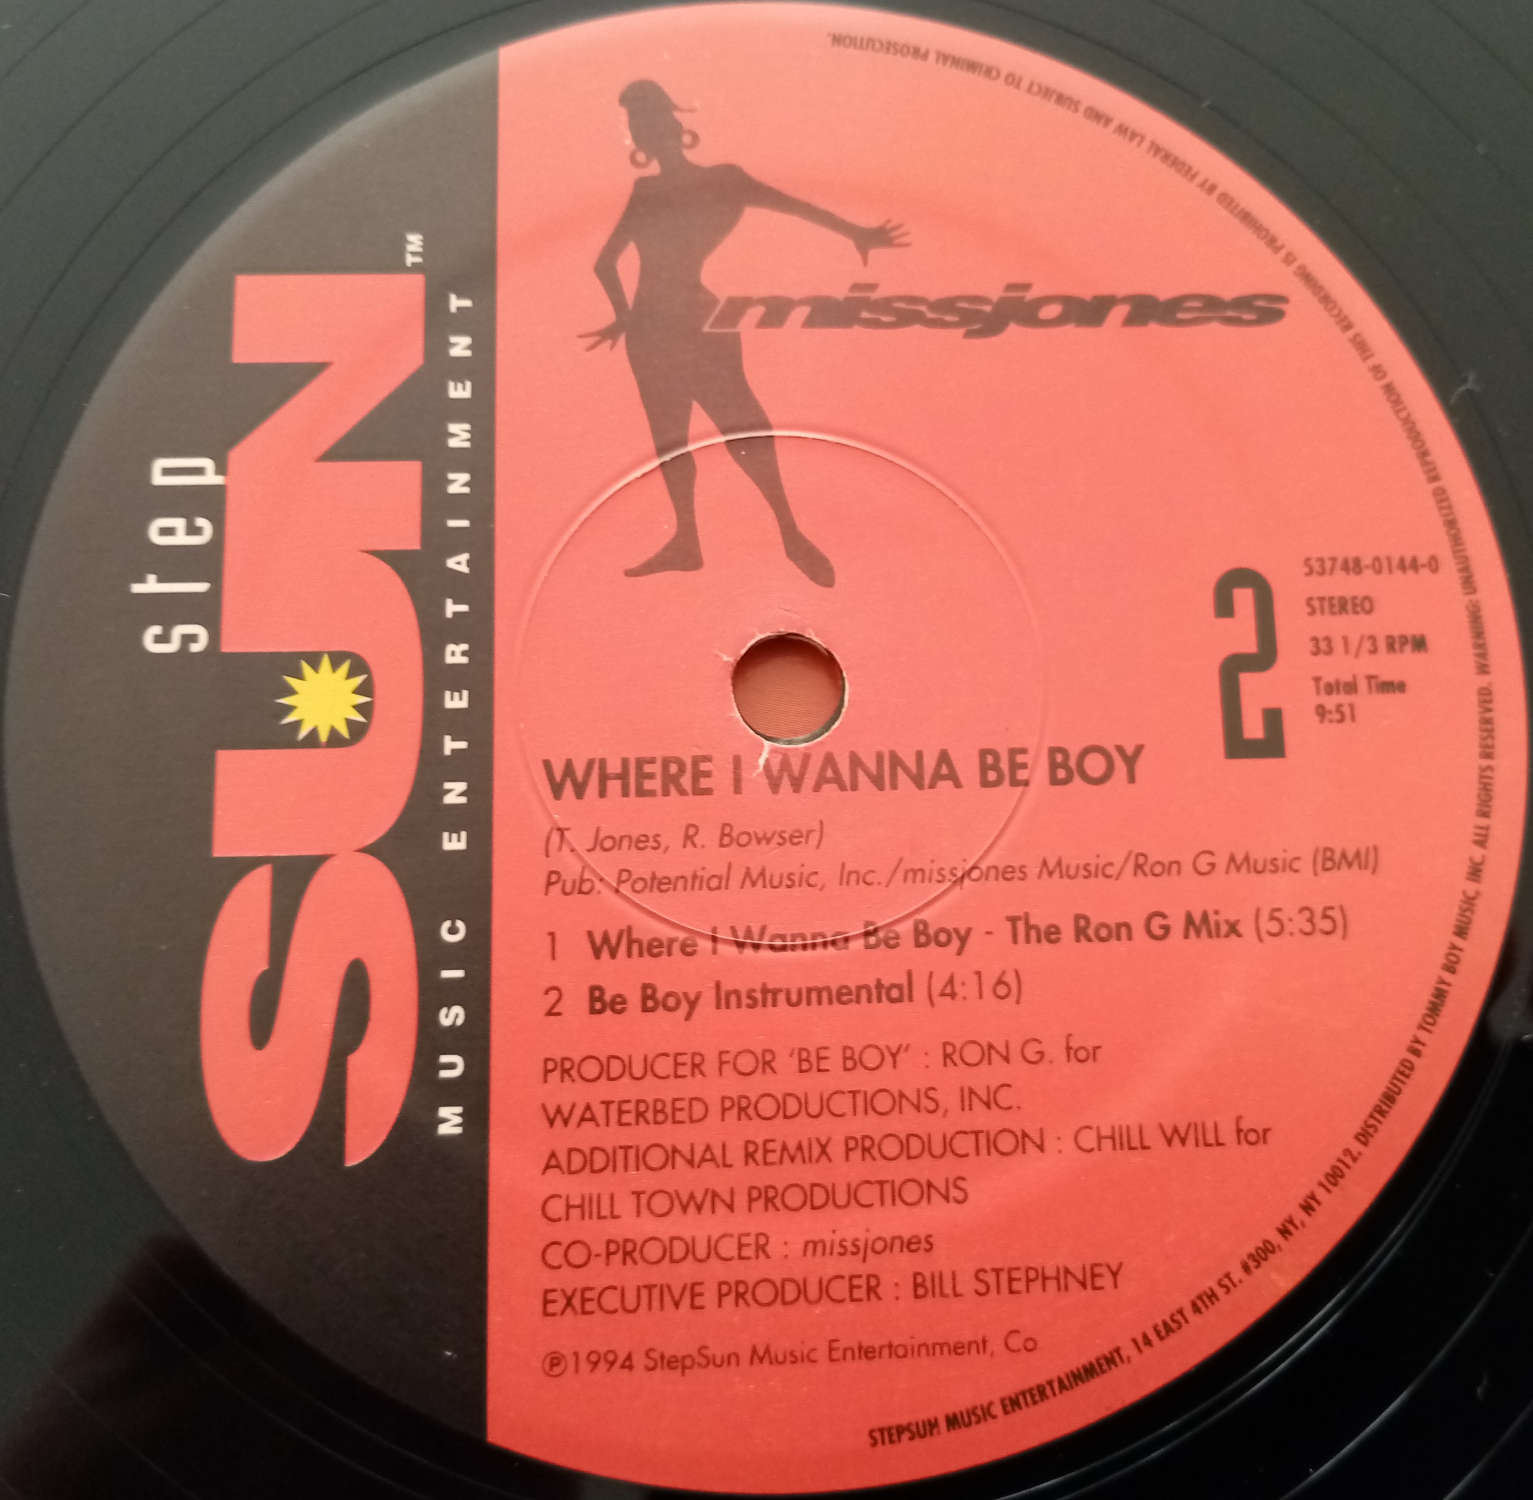 step
SUN™
MUSIC ENTERTAINMENT
missjones
2
53748-0144-0
STEREO
33 1/3 RPM
Total Time
9:51
WHERE I WANNA BE BOY
(T. Jones, R. Bowser)
Pub: Potential Music, Inc./missjones Music/Ron G Music (BMI)
1 Where I Wanna Be Boy - The Ron G Mix (5:35)
2 Be Boy Instrumental (4:16)
PRODUCER FOR 'BE BOY' : RON G. for
WATERBED PRODUCTIONS, INC.
ADDITIONAL REMIX PRODUCTION : CHILL WILL for
CHILL TOWN PRODUCTIONS
CO-PRODUCER : missjones
EXECUTIVE PRODUCER : BILL STEPHNEY
℗1994 StepSun Music Entertainment, Co
STEPSUN MUSIC ENTERTAINMENT, 14 EAST 4TH ST. #300, NY, NY 10012. DISTRIBUTED BY TOMMY BOY MUSIC, INC. ALL RIGHTS RESERVED. WARNING: UNAUTHORIZED REPRODUCTION OF THIS RECORDING IS PROHIBITED BY FEDERAL LAW AND SUBJECT TO CRIMINAL PROSECUTION.